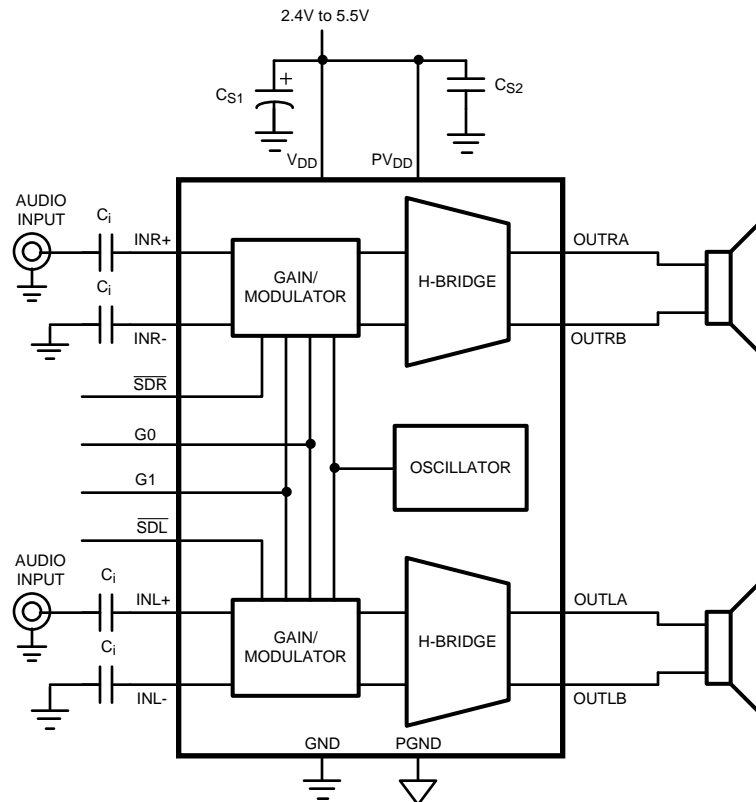 2.4V to 5.5V
CS1
+
CS2
VDD
PVDD
AUDIO
INPUT
Ci
INR+
GAIN/
MODULATOR
H-BRIDGE
OUTRA
Ci
INR-
OUTRB
SDR
G0
G1
OSCILLATOR
SDL
AUDIO
INPUT
Ci
INL+
GAIN/
MODULATOR
H-BRIDGE
OUTLA
Ci
INL-
OUTLB
GND
PGND